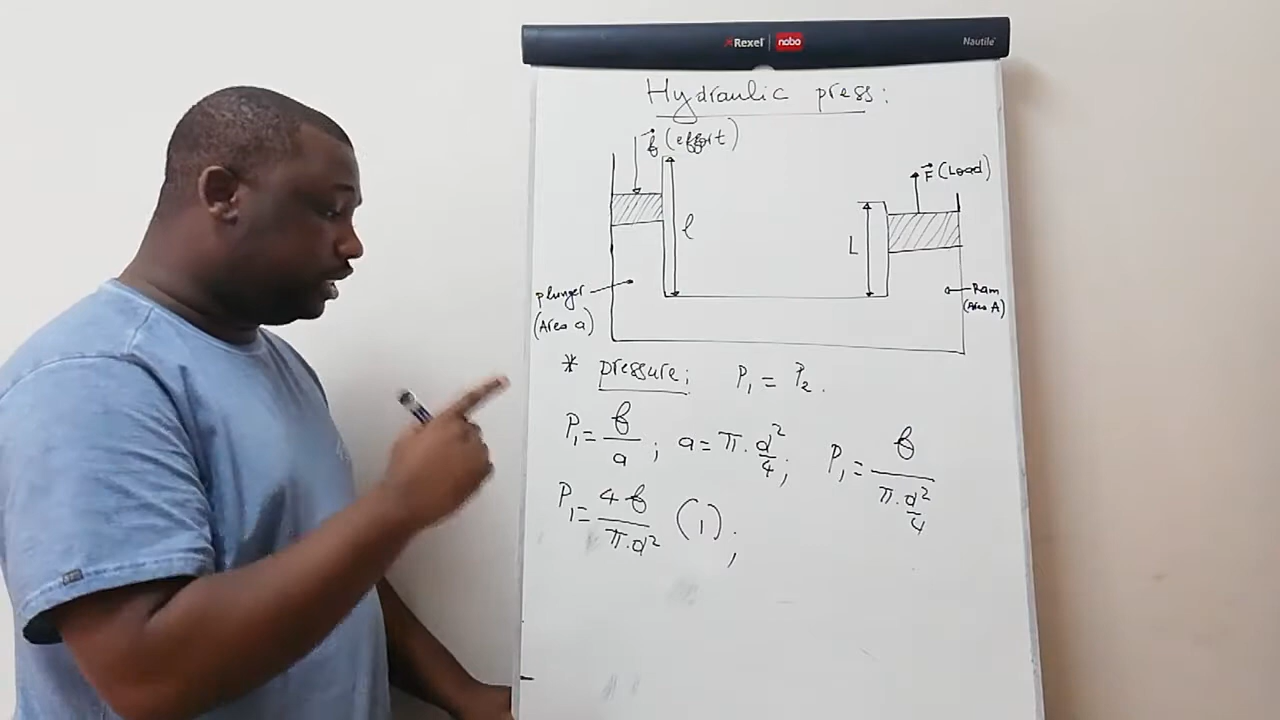 Rexel nobo Nautile
Hydraulic press:
f (effort)
F (Load)
l
L
plunger
(Area a)
Ram
(Area A)
* pressure: P₁ = P₂.
P₁ = f/a ; a = π.d²/4 ; P₁ = f/(π.d²/4)
P₁ = 4f/(π.d²) (1) ;